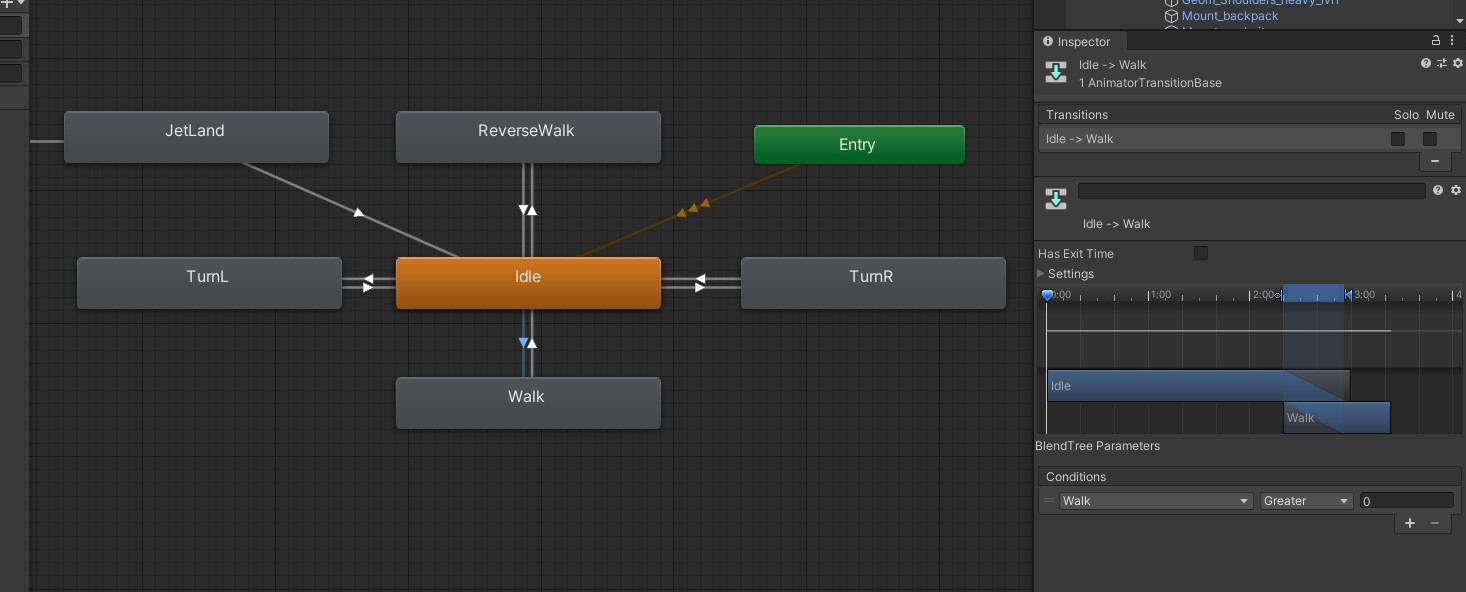 JetLand
ReverseWalk
Entry
TurnL
Idle
TurnR
Walk
Mount_backpack
Inspector
Idle -> Walk
1 AnimatorTransitionBase
Transitions Solo Mute
Idle -> Walk
Idle -> Walk
Has Exit Time
Settings
0:00 1:00 2:00 3:00 4
Idle
Walk
BlendTree Parameters
Conditions
Walk Greater 0